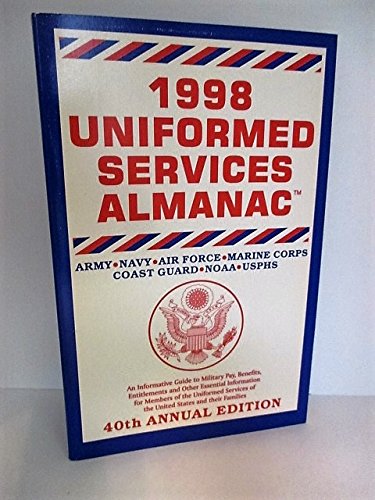 1998
UNIFORMED
SERVICES
ALMANAC™
ARMY•NAVY•AIR FORCE•MARINE CORPS
COAST GUARD•NOAA•USPHS
An Informative Guide to Military Pay, Benefits,
Entitlements and Other Essential Information
for Members of the Uniformed Services of
the United States and their Families
40th ANNUAL EDITION